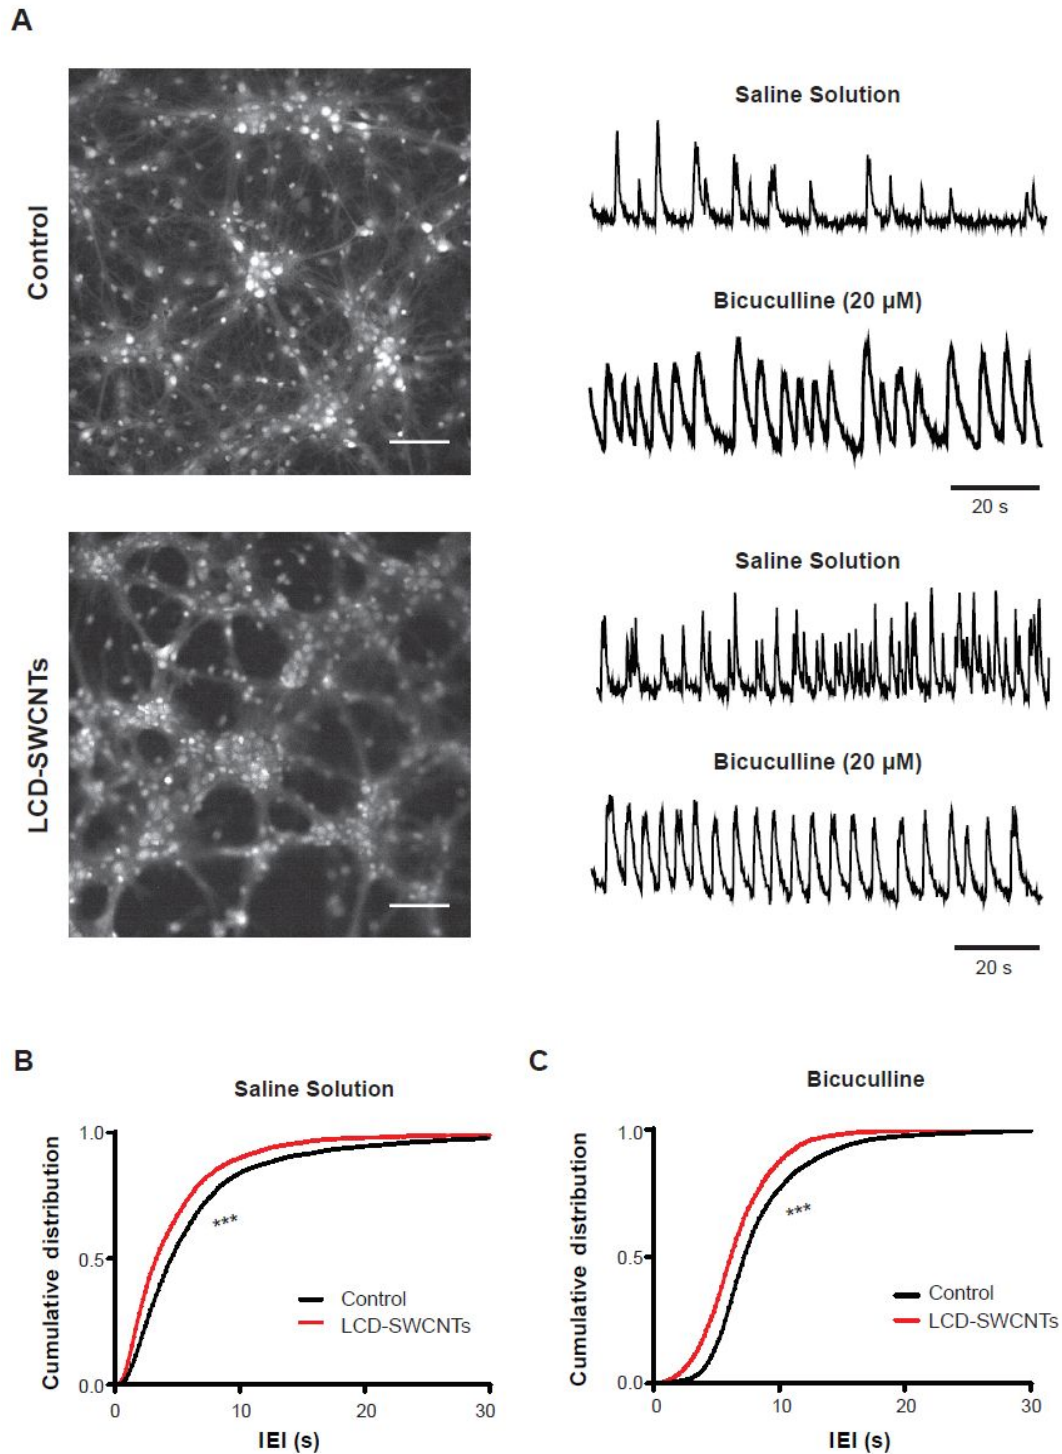 A
Control
Saline Solution
Bicuculline (20 µM)
20 s
LCD-SWCNTs
Saline Solution
Bicuculline (20 µM)
20 s
B
Saline Solution
Cumulative distribution
1.0
0.5
0.0
***
Control
LCD-SWCNTs
0
10
20
30
IEI (s)
C
Bicuculline
Cumulative distribution
1.0
0.5
0.0
***
Control
LCD-SWCNTs
0
10
20
30
IEI (s)